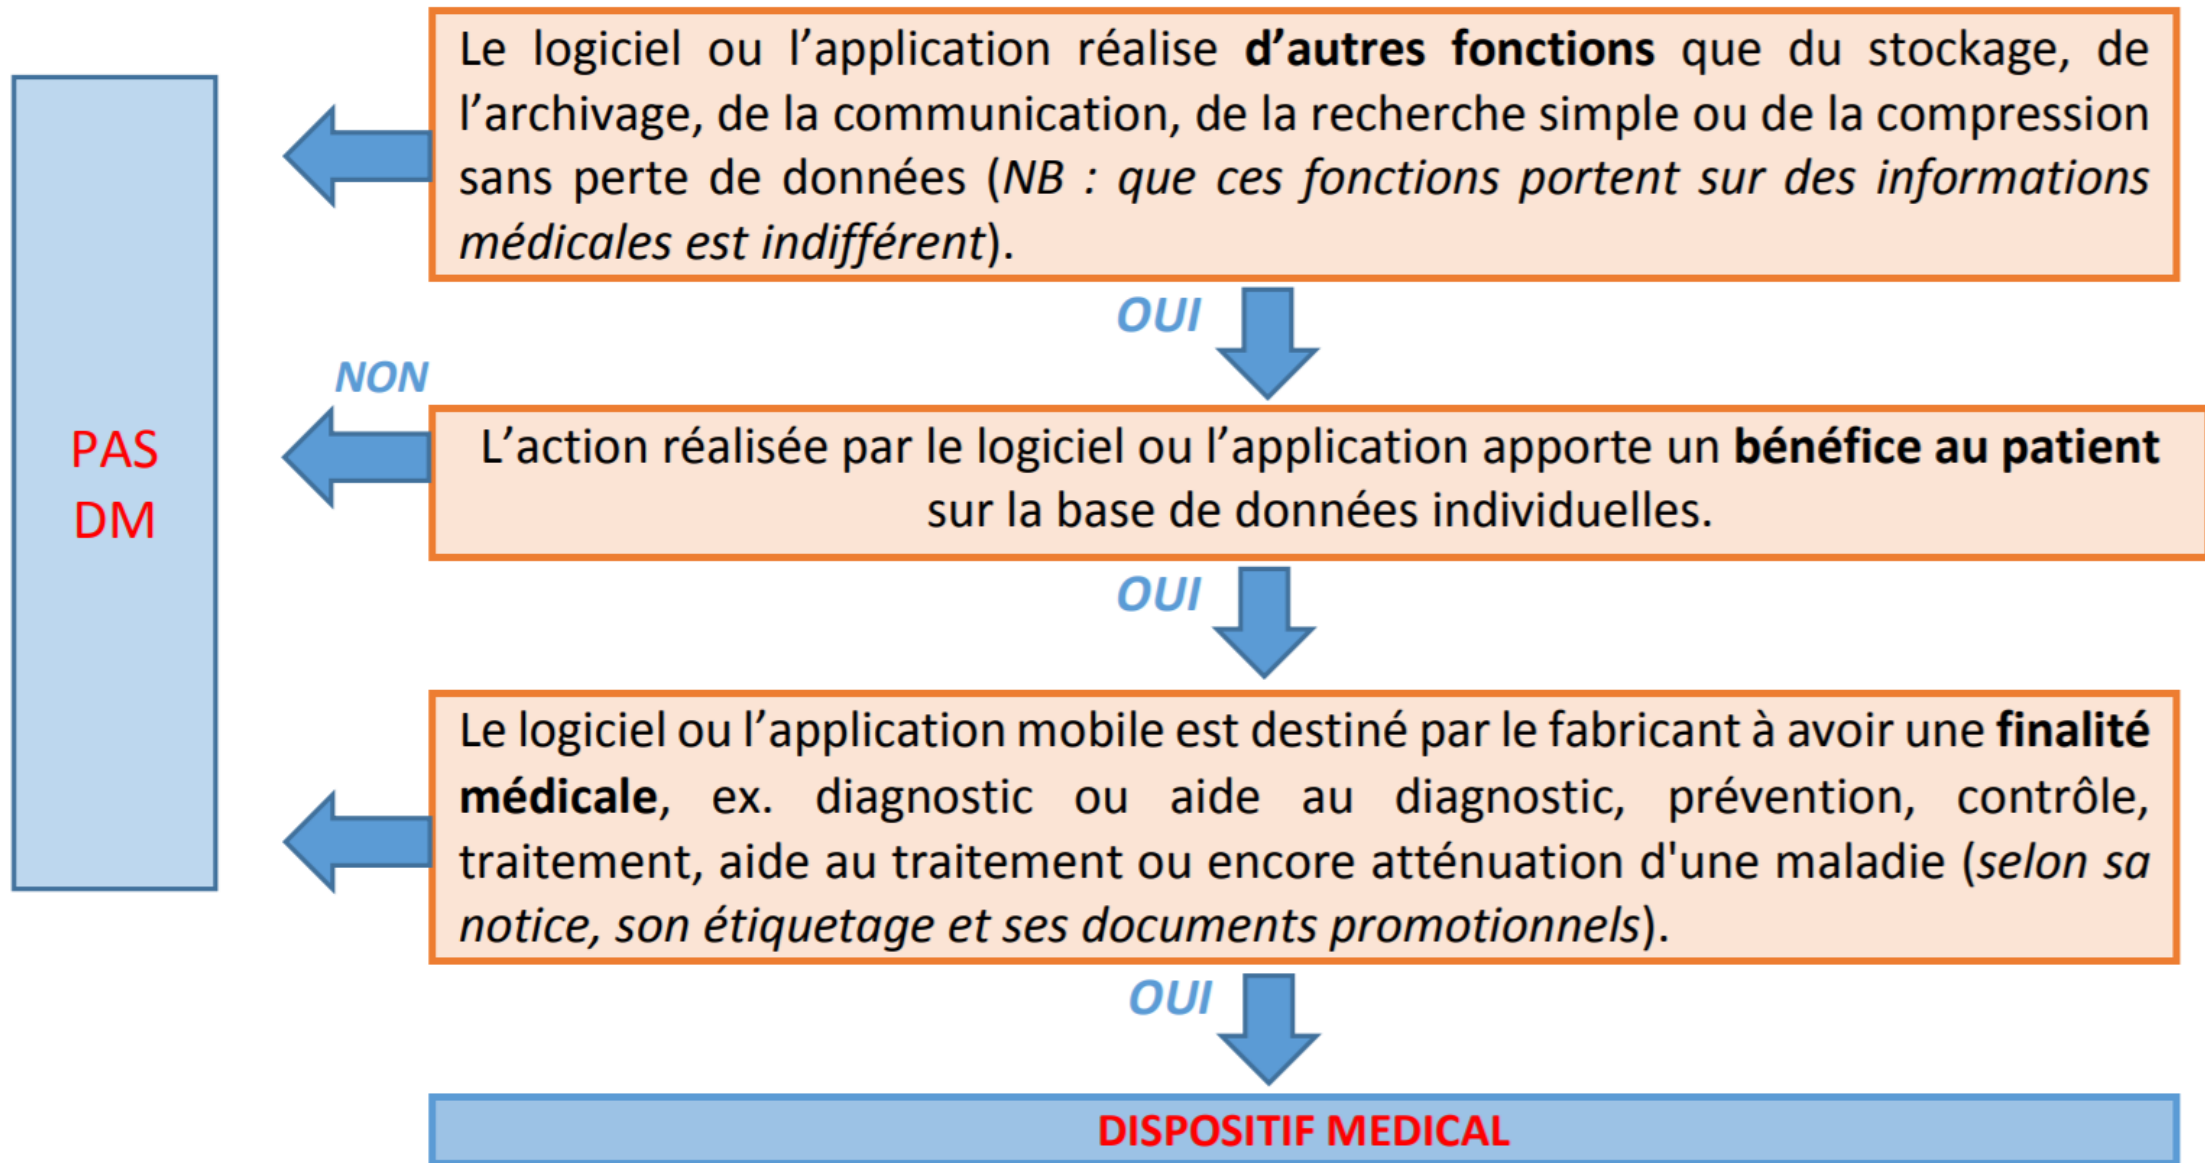 Le logiciel ou l’application réalise d’autres fonctions que du stockage, de
l’archivage, de la communication, de la recherche simple ou de la compression
sans perte de données (NB : que ces fonctions portent sur des informations
médicales est indifférent).
OUI
NON
PAS
DM
L’action réalisée par le logiciel ou l’application apporte un bénéfice au patient
sur la base de données individuelles.
OUI
Le logiciel ou l’application mobile est destiné par le fabricant à avoir une finalité
médicale, ex. diagnostic ou aide au diagnostic, prévention, contrôle,
traitement, aide au traitement ou encore atténuation d'une maladie (selon sa
notice, son étiquetage et ses documents promotionnels).
OUI
DISPOSITIF MEDICAL